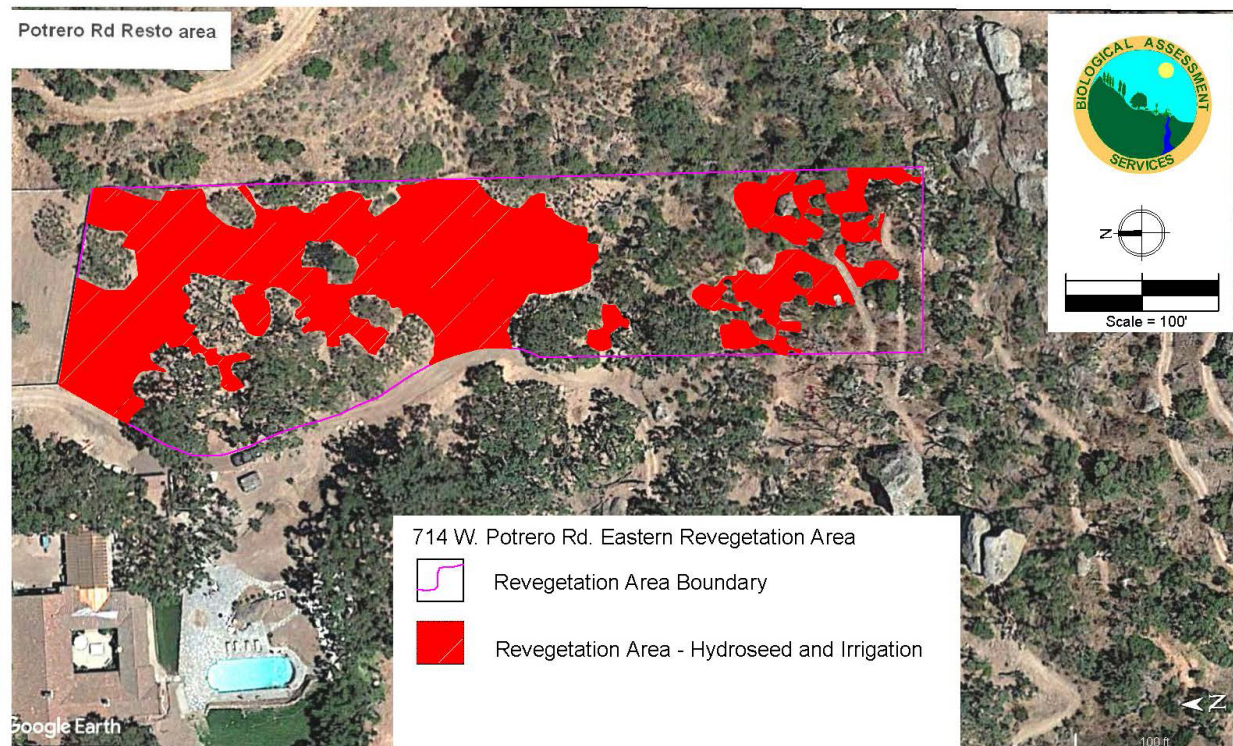 Potrero Rd Resto area
BIOLOGICAL ASSESSMENT
SERVICES
N
Scale = 100'
714 W. Potrero Rd. Eastern Revegetation Area
Revegetation Area Boundary
Revegetation Area - Hydroseed and Irrigation
Google Earth
N
100 ft